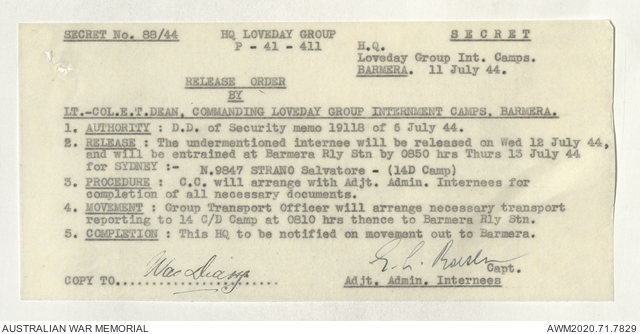 SECRET No. 88/44 HQ LOVEDAY GROUP S E C R E T
P - 41 - 411 H.Q.
Loveday Group Int. Camps.
BARMERA. 11 July 44.
RELEASE ORDER
BY
LT.-COL.E.T.DEAN, COMMANDING LOVEDAY GROUP INTERNMENT CAMPS, BARMERA.
1. AUTHORITY : D.D. of Security memo 19118 of 5 July 44.
2. RELEASE : The undermentioned internee will be released on Wed 12 July 44,
and will be entrained at Barmera Rly Stn by 0850 hrs Thurs 13 July 44
for SYDNEY :-
N.9847 STRANO Salvatore - (14D Camp)
3. PROCEDURE : C.C. will arrange with Adjt. Admin. Internees for
completion of all necessary documents.
4. MOVEMENT : Group Transport Officer will arrange necessary transport
reporting to 14 C/D Camp at 0810 hrs thence to Barmera Rly Stn.
5. COMPLETION : This HQ to be notified on movement out to Barmera.
Capt.
COPY TO.... War Diary Adjt. Admin. Internees
AUSTRALIAN WAR MEMORIAL AWM2020.71.7829